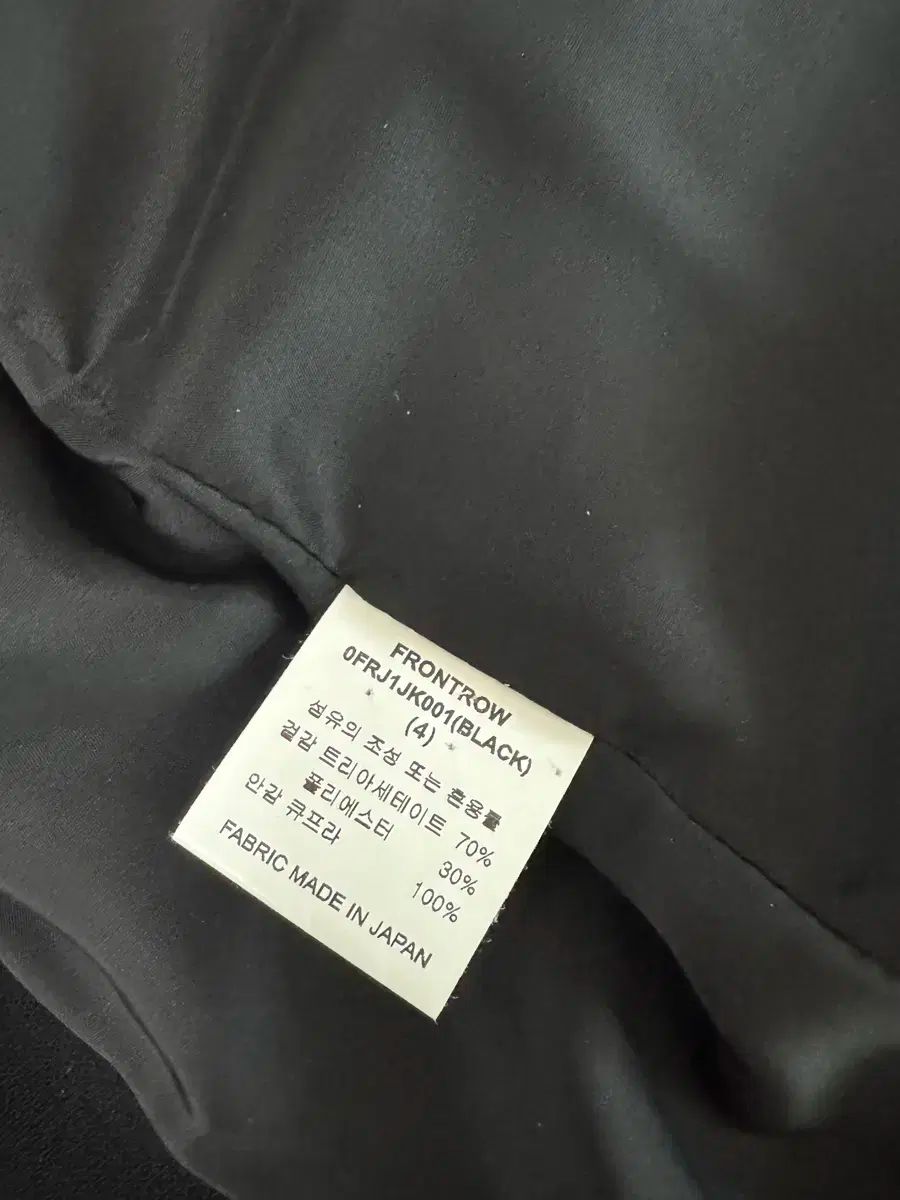 FRONTROW
0FRJ1JK001(BLACK)
(4)
섬유의 조성 또는 혼용률
겉감 트리아세테이트 70%
폴리에스터 30%
안감 큐프라 100%
FABRIC MADE IN JAPAN